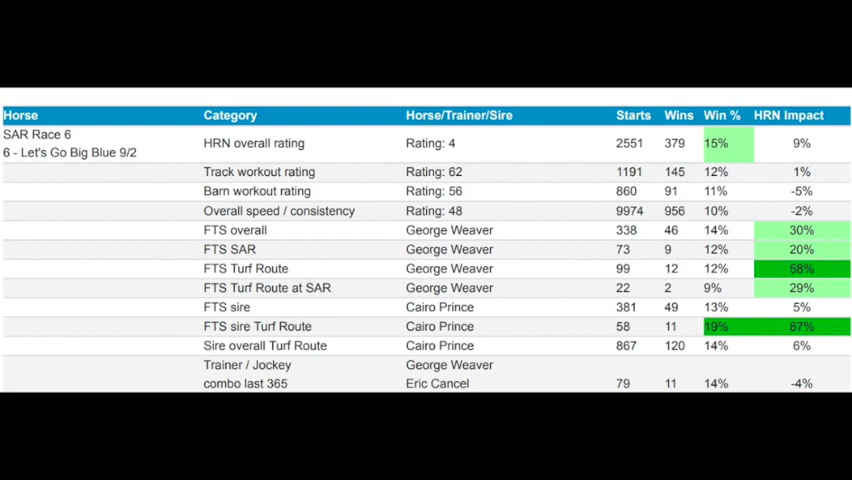 Horse Category Horse/Trainer/Sire Starts Wins Win % HRN Impact
SAR Race 6
6 - Let's Go Big Blue 9/2 HRN overall rating Rating: 4 2551 379 15% 9%
Track workout rating Rating: 62 1191 145 12% 1%
Barn workout rating Rating: 56 860 91 11% -5%
Overall speed / consistency Rating: 48 9974 956 10% -2%
FTS overall George Weaver 338 46 14% 30%
FTS SAR George Weaver 73 9 12% 20%
FTS Turf Route George Weaver 99 12 12% 58%
FTS Turf Route at SAR George Weaver 22 2 9% 29%
FTS sire Cairo Prince 381 49 13% 5%
FTS sire Turf Route Cairo Prince 58 11 19% 87%
Sire overall Turf Route Cairo Prince 867 120 14% 6%
Trainer / Jockey George Weaver
combo last 365 Eric Cancel 79 11 14% -4%